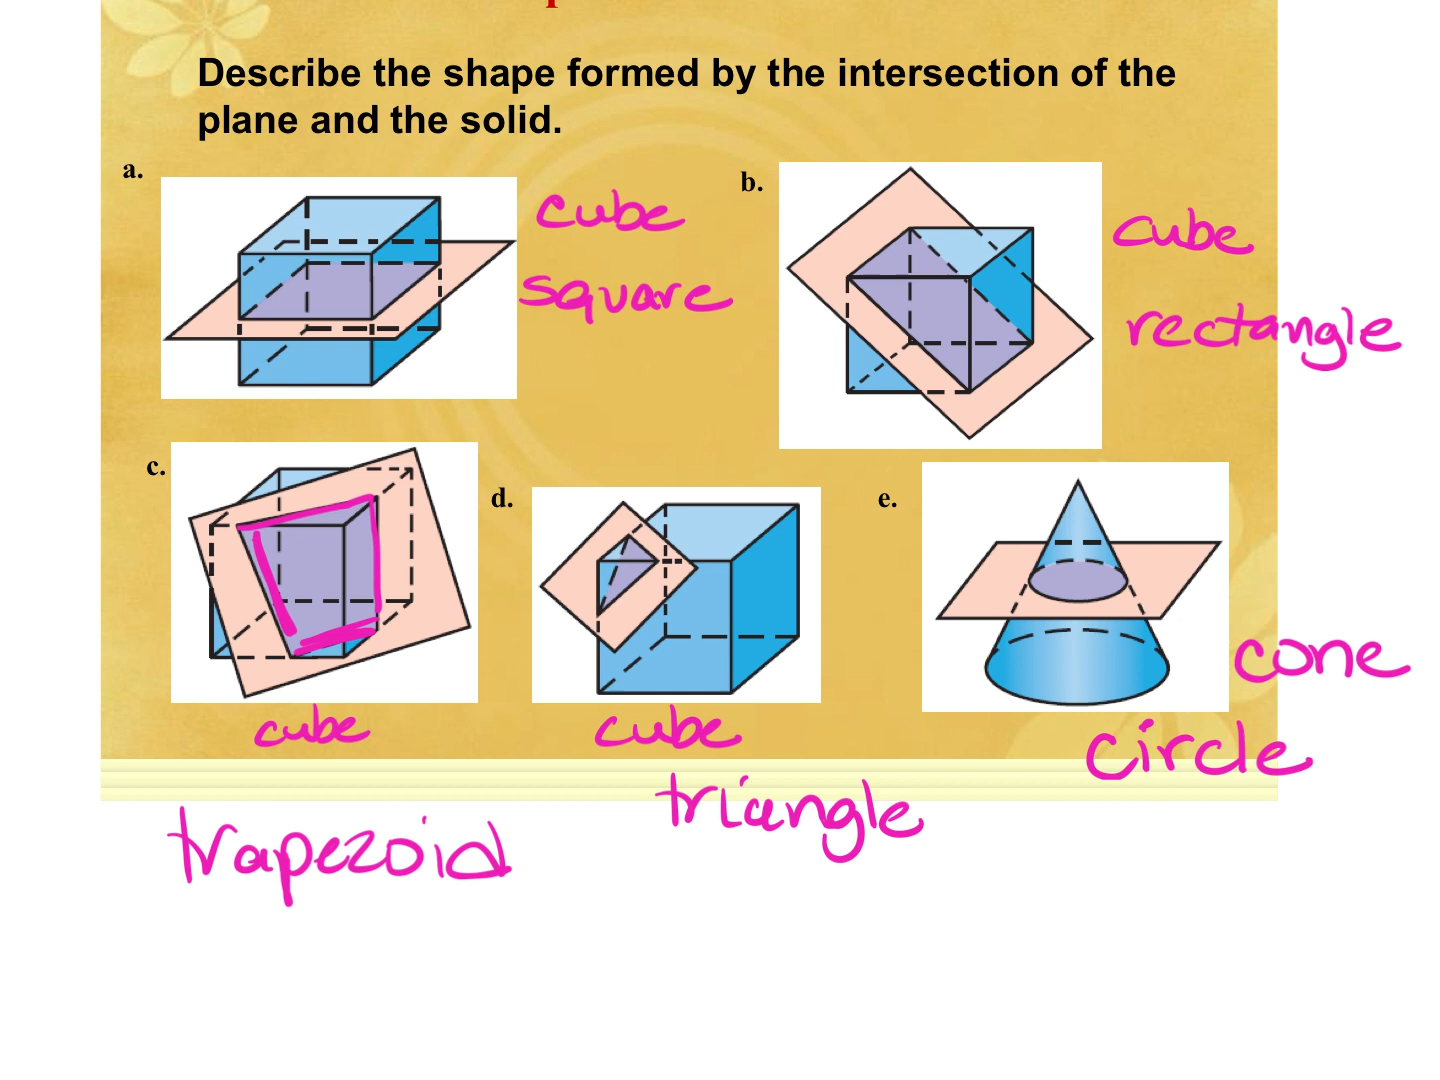 Describe the shape formed by the intersection of the
plane and the solid.
a.
cube
square
b.
cube
rectangle
c.
cube
trapezoid
d.
cube
triangle
e.
cone
circle